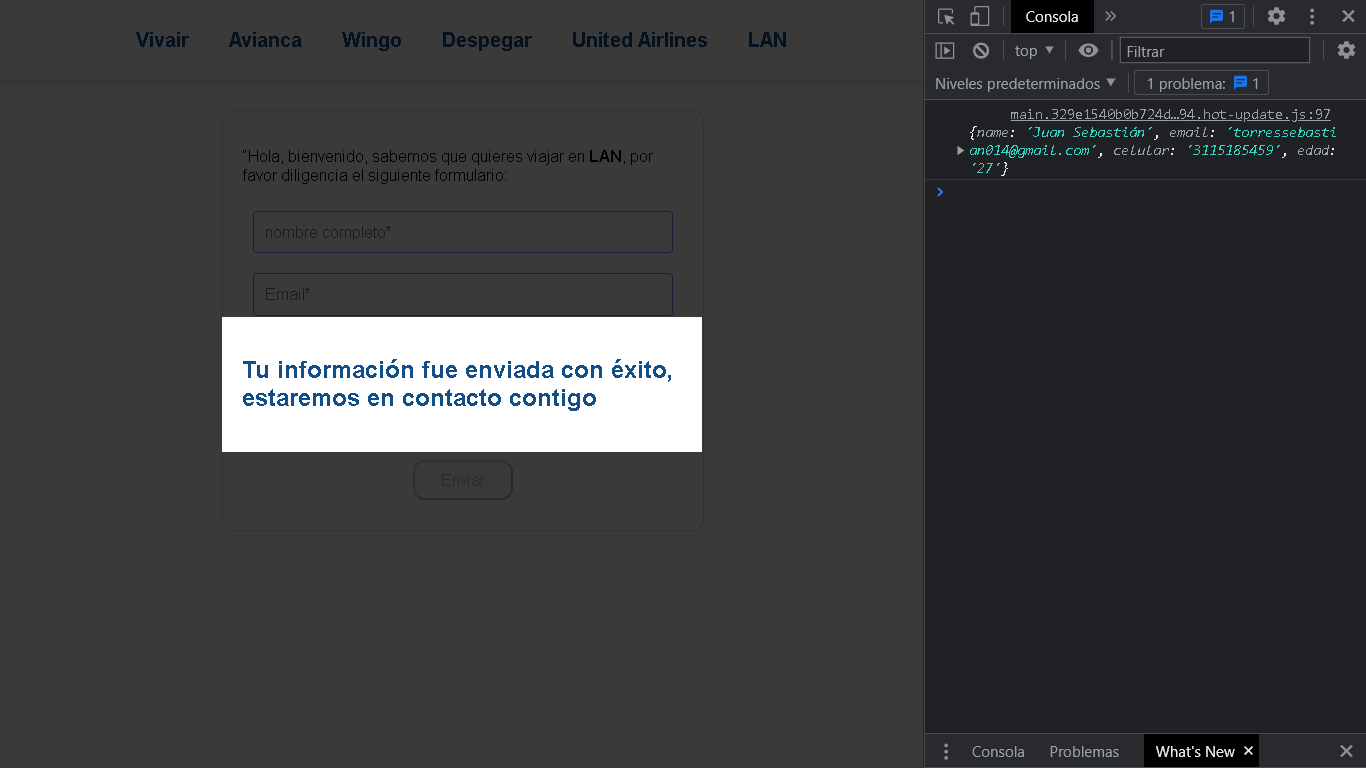 Vivair Avianca Wingo Despegar United Airlines LAN
"Hola, bienvenido, sabemos que quieres viajar en LAN, por
favor diligencia el siguiente formulario:
nombre completo*
Email*
Tu información fue enviada con éxito,
estaremos en contacto contigo
Enviar
Consola
1
top
Filtrar
Niveles predeterminados
1 problema: 1
main.329e1540b0b724d…94.hot-update.js:97
{name: 'Juan Sebastián', email: 'torressebasti
an014@gmail.com', celular: '3115185459', edad:
'27'}
Consola Problemas What's New